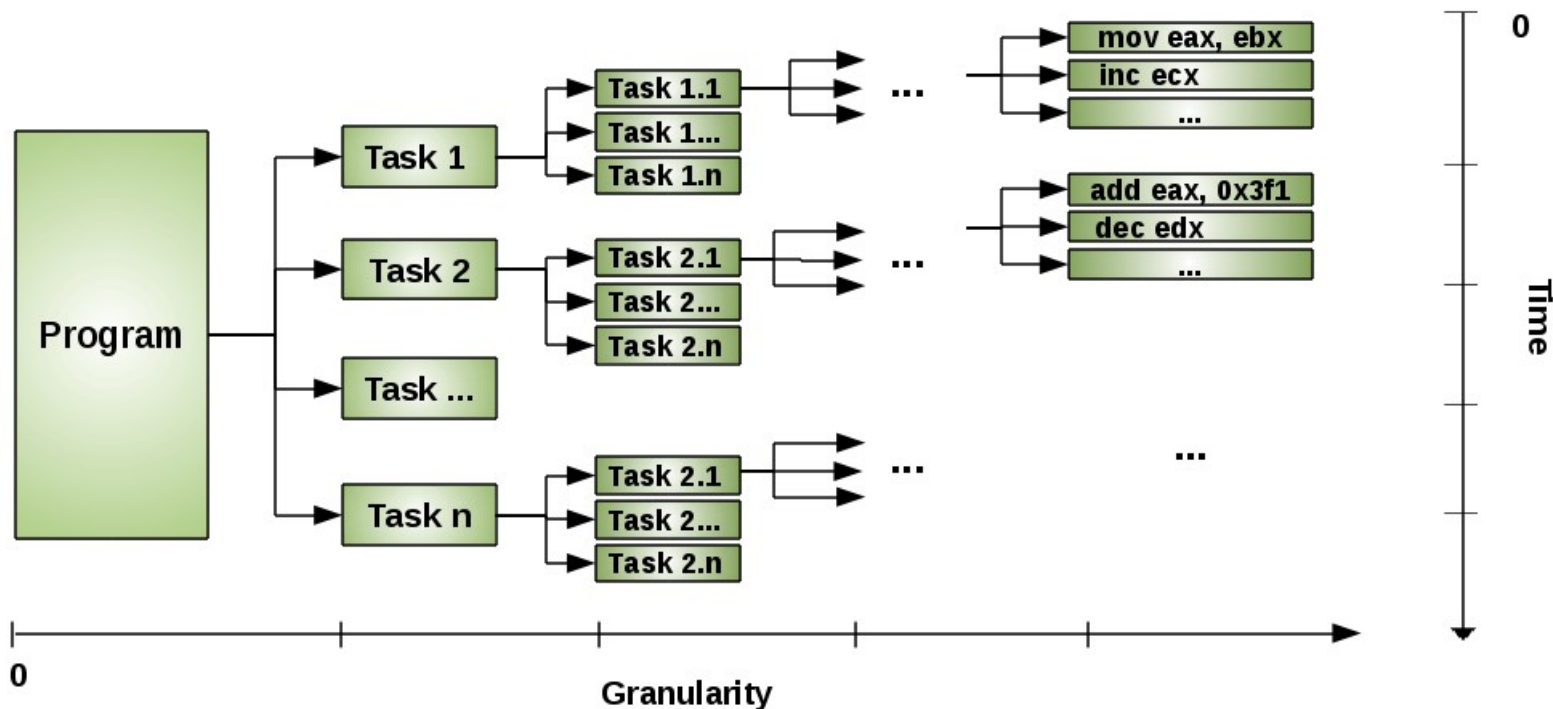 Program
Task 1
Task 2
Task ...
Task n
Task 1.1
Task 1...
Task 1.n
Task 2.1
Task 2...
Task 2.n
Task 2.1
Task 2...
Task 2.n
...
...
...
mov eax, ebx
inc ecx
...
add eax, 0x3f1
dec edx
...
...
0
Time
0
Granularity